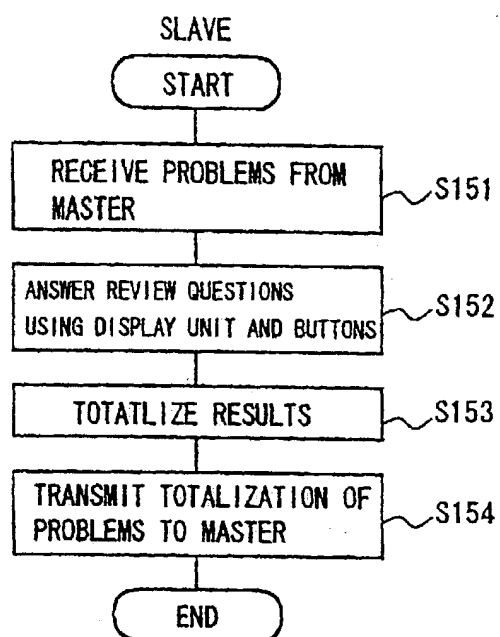 SLAVE
START
RECEIVE PROBLEMS FROM
MASTER
S151
ANSWER REVIEW QUESTIONS
USING DISPLAY UNIT AND BUTTONS
S152
TOTATLIZE RESULTS
S153
TRANSMIT TOTALIZATION OF
PROBLEMS TO MASTER
S154
END